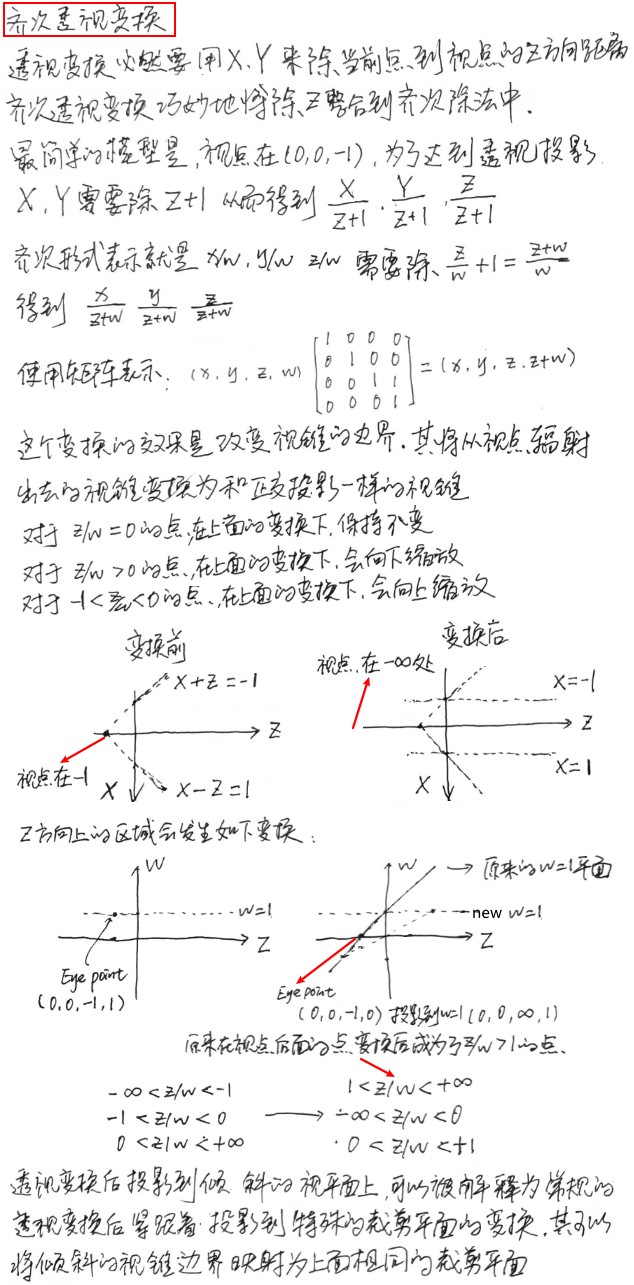 齐次透视变换
透视变换必然要用X、Y来除当前点到视点的Z方向距离
齐次透视变换巧妙地将除Z整合到齐次除法中.
最简单的模型是,视点在(0,0,-1),为了达到透视投影
X、Y需要除Z+1 从而得到 X/(Z+1) . Y/(Z+1) . Z/(Z+1)
齐次形式表示就是 x/w, y/w z/w 需要除 z/w + 1 = (z+w)/w
得到 x/(z+w) y/(z+w) z/(z+w)
使用矩阵表示: (x, y, z, w) [1 0 0 0
0 1 0 0
0 0 1 1
0 0 0 1] = (x, y, z, z+w)
这个变换的效果是改变视锥的边界.其将从视点辐射
出去的视锥变换为和正交投影一样的视锥
对于 z/w = 0 的点,在上面的变换下,保持不变
对于 z/w > 0 的点,在上面的变换下,会向下缩放
对于 -1 < z/w < 0 的点,在上面的变换下,会向上缩放
变换前
X+Z=-1
Z
视点在-1
X
X-Z=1
变换后
视点在-∞处
X=-1
Z
X=1
X
Z方向上的区域会发生如下变换:
W
w=1
Z
Eye point
(0,0,-1,1)
W
原来的w=1平面
new w=1
Z
Eye point
(0,0,-1,0) 投影到w=1 (0,0,∞,1)
原来在视点后面的点变换后成为了z/w>1的点.
-∞<z/w<-1 1<z/w<+∞
-1<z/w<0 → -∞<z/w<0
0<z/w<+∞ 0<z/w<+1
透视变换后投影到倾斜的视平面上,可以被解释为常规的
透视变换后紧跟着投影到特殊的裁剪平面的变换.其可以
将倾斜的视锥边界映射为上面相同的裁剪平面